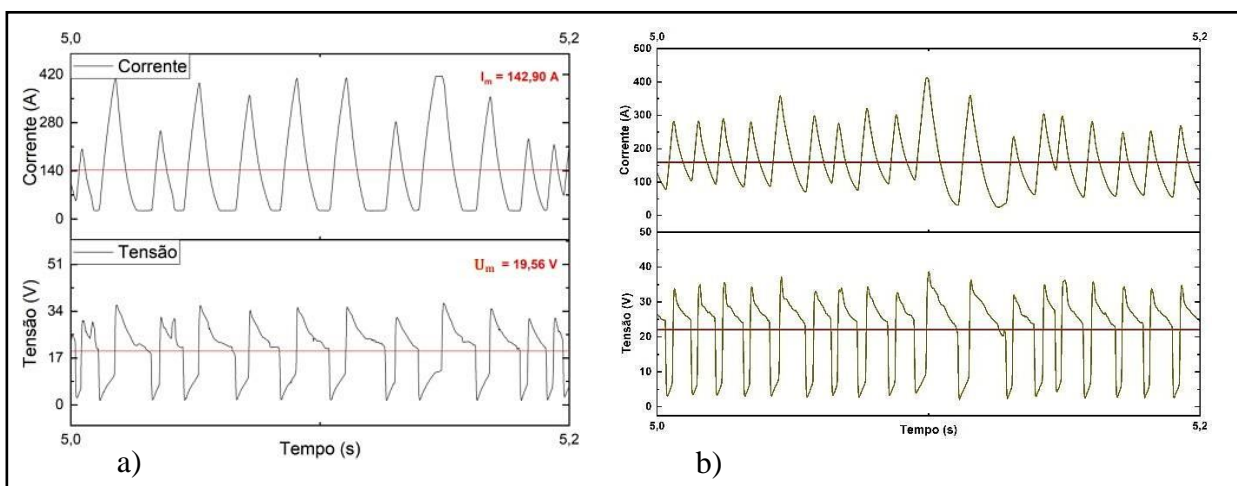 5,0 5,2
Corrente
I_m = 142,90 A
420
280
140
0
Corrente (A)
Tensão
U_m = 19,56 V
51
34
17
0
Tensão (V)
5,0 5,2
Tempo (s)
a)
5,0 5,2
500
400
300
200
100
0
Corrente (A)
50
40
30
20
10
0
Tensão (V)
5,0 5,2
Tempo (s)
b)